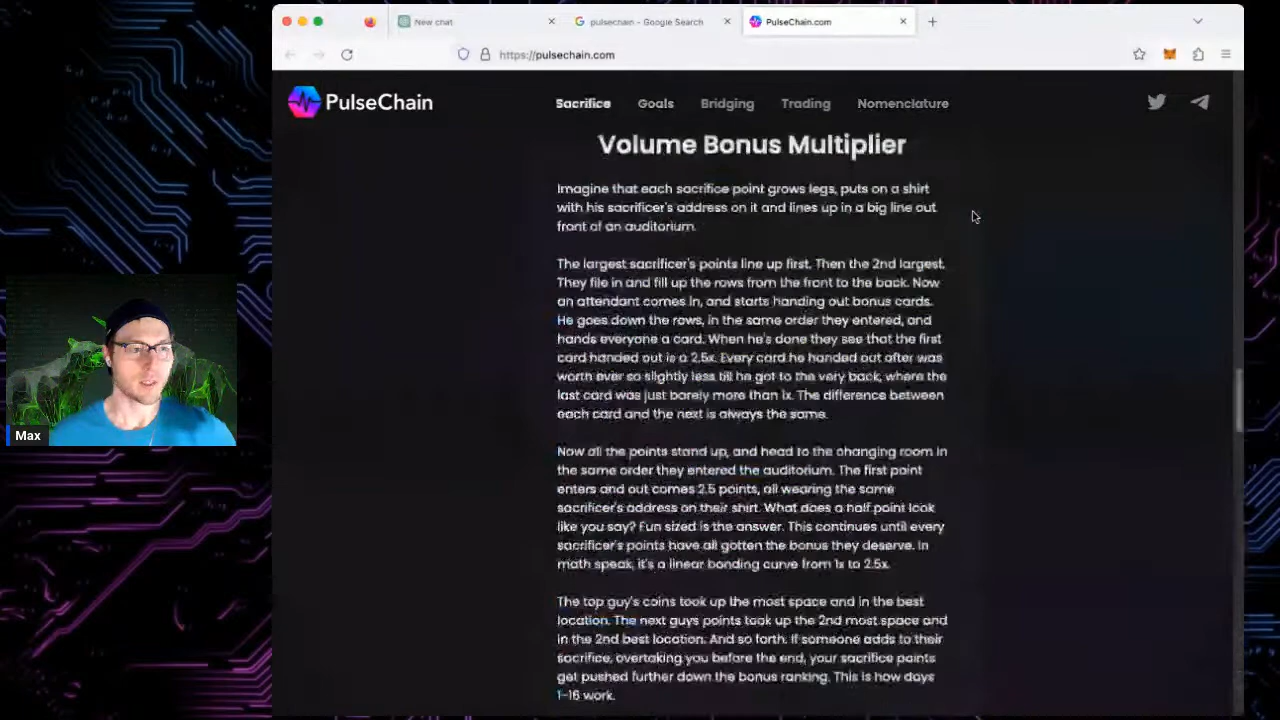 New chat
pulsechain - Google Search
PulseChain.com
https://pulsechain.com
PulseChain
Sacrifice
Goals
Bridging
Trading
Nomenclature
Volume Bonus Multiplier
Imagine that each sacrifice point grows legs, puts on a shirt
with his sacrificer's address on it and lines up in a big line out
front of an auditorium.
The largest sacrificer's points line up first. Then the 2nd largest.
They file in and fill up the rows from the front to the back. Now
an attendant comes in, and starts handing out bonus cards.
He goes down the rows, in the same order they entered, and
hands everyone a card. When he's done they see that the first
card handed out is a 2.5x. Every card he handed out after was
worth ever so slightly less till he got to the very back, where the
last card was just barely more than 1x. The difference between
each card and the next is always the same.
Now all the points stand up, and head to the changing room in
the same order they entered the auditorium. The first point
enters and out comes 2.5 points, all wearing the same
sacrificer's address on their shirt. What does a half point look
like you say? Fun sized is the answer. This continues until every
sacrificer's points have all gotten the bonus they deserve. In
math speak, it's a linear bonding curve from 1x to 2.5x.
The top guy's coins took up the most space and in the best
location. The next guys points took up the 2nd most space and
in the 2nd best location. And so forth. If someone adds to their
sacrifice, overtaking you before the end, your sacrifice points
get pushed further down the bonus ranking. This is how days
1-16 work.
Max